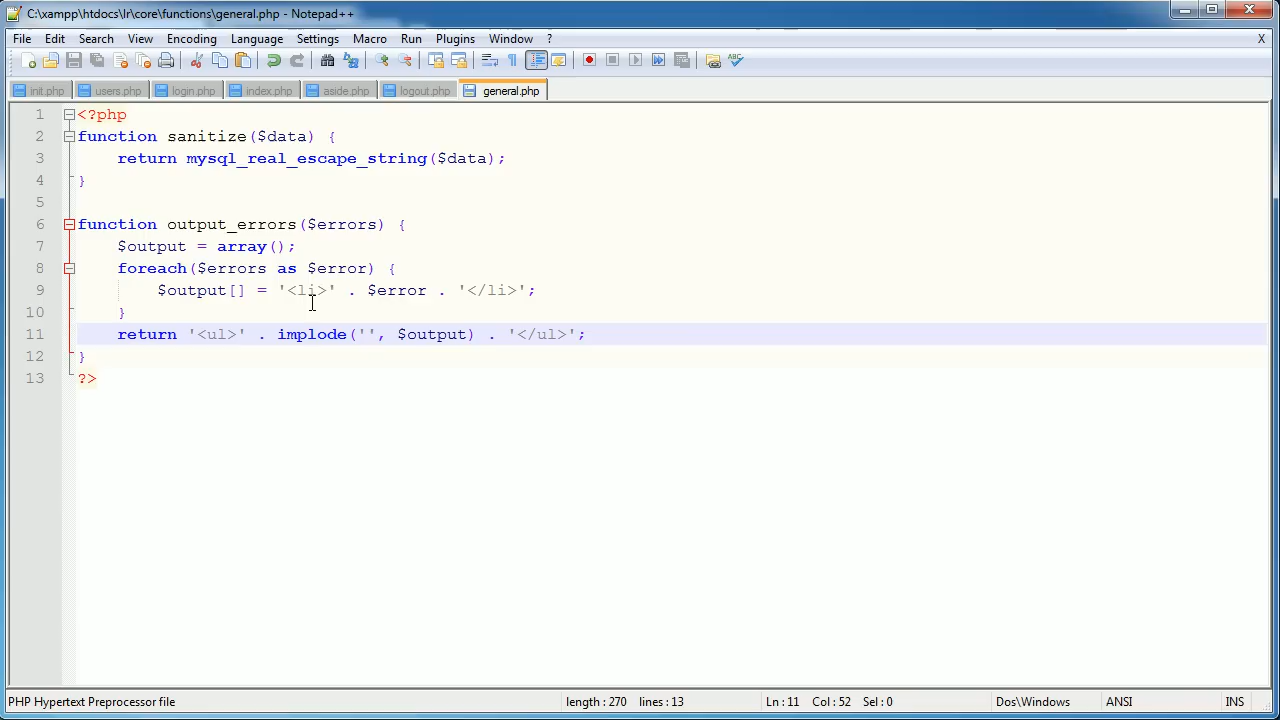 C:\xampp\htdocs\lr\core\functions\general.php - Notepad++
File Edit Search View Encoding Language Settings Macro Run Plugins Window ? X
init.php users.php login.php index.php aside.php logout.php general.php
1 <?php
2 function sanitize($data) {
3 return mysql_real_escape_string($data);
4 }
5
6 function output_errors($errors) {
7 $output = array();
8 foreach($errors as $error) {
9 $output[] = '<li>' . $error . '</li>';
10 }
11 return '<ul>' . implode('', $output) . '</ul>';
12 }
13 ?>
PHP Hypertext Preprocessor file length : 270 lines : 13 Ln : 11 Col : 52 Sel : 0 Dos\Windows ANSI INS